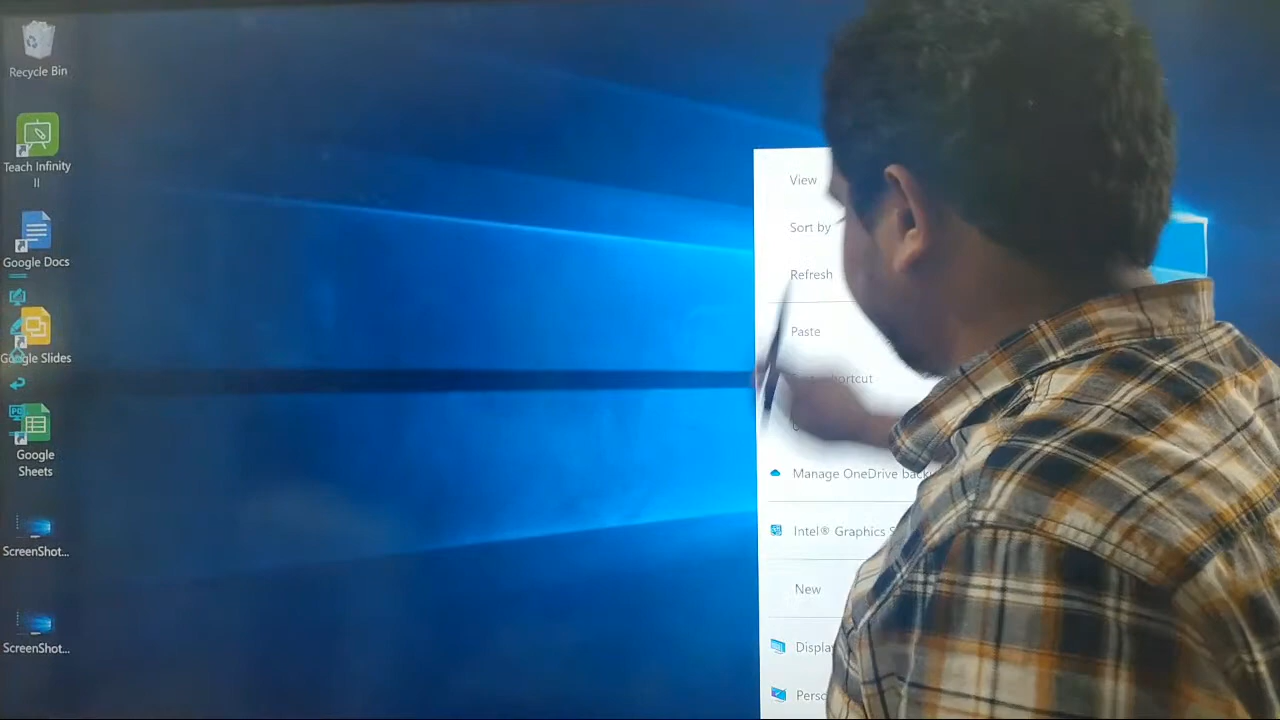 Recycle Bin
Teach Infinity
II
Google Docs
Google Slides
PC
Google
Sheets
ScreenShot...
ScreenShot...
View
Sort by
Refresh
Paste
Manage OneDrive
Intel® Graphics
New